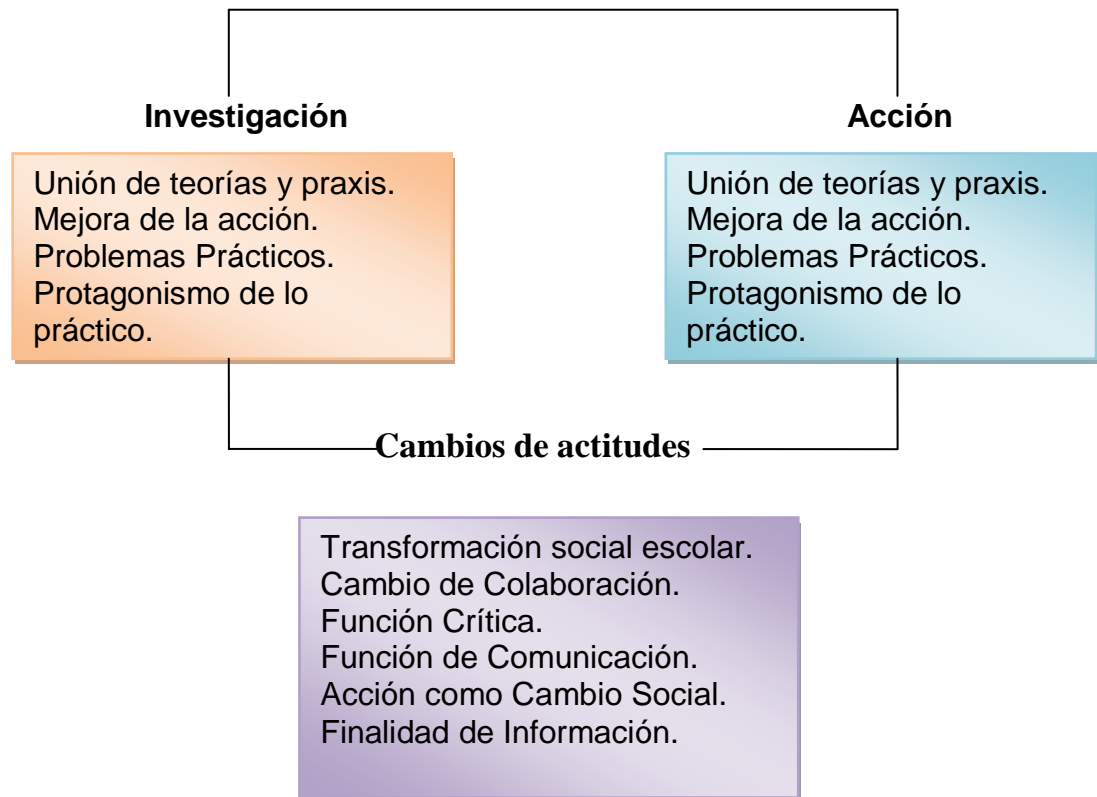 Investigación
Acción
Unión de teorías y praxis.
Mejora de la acción.
Problemas Prácticos.
Protagonismo de lo
práctico.
Unión de teorías y praxis.
Mejora de la acción.
Problemas Prácticos.
Protagonismo de lo
práctico.
Cambios de actitudes
Transformación social escolar.
Cambio de Colaboración.
Función Crítica.
Función de Comunicación.
Acción como Cambio Social.
Finalidad de Información.